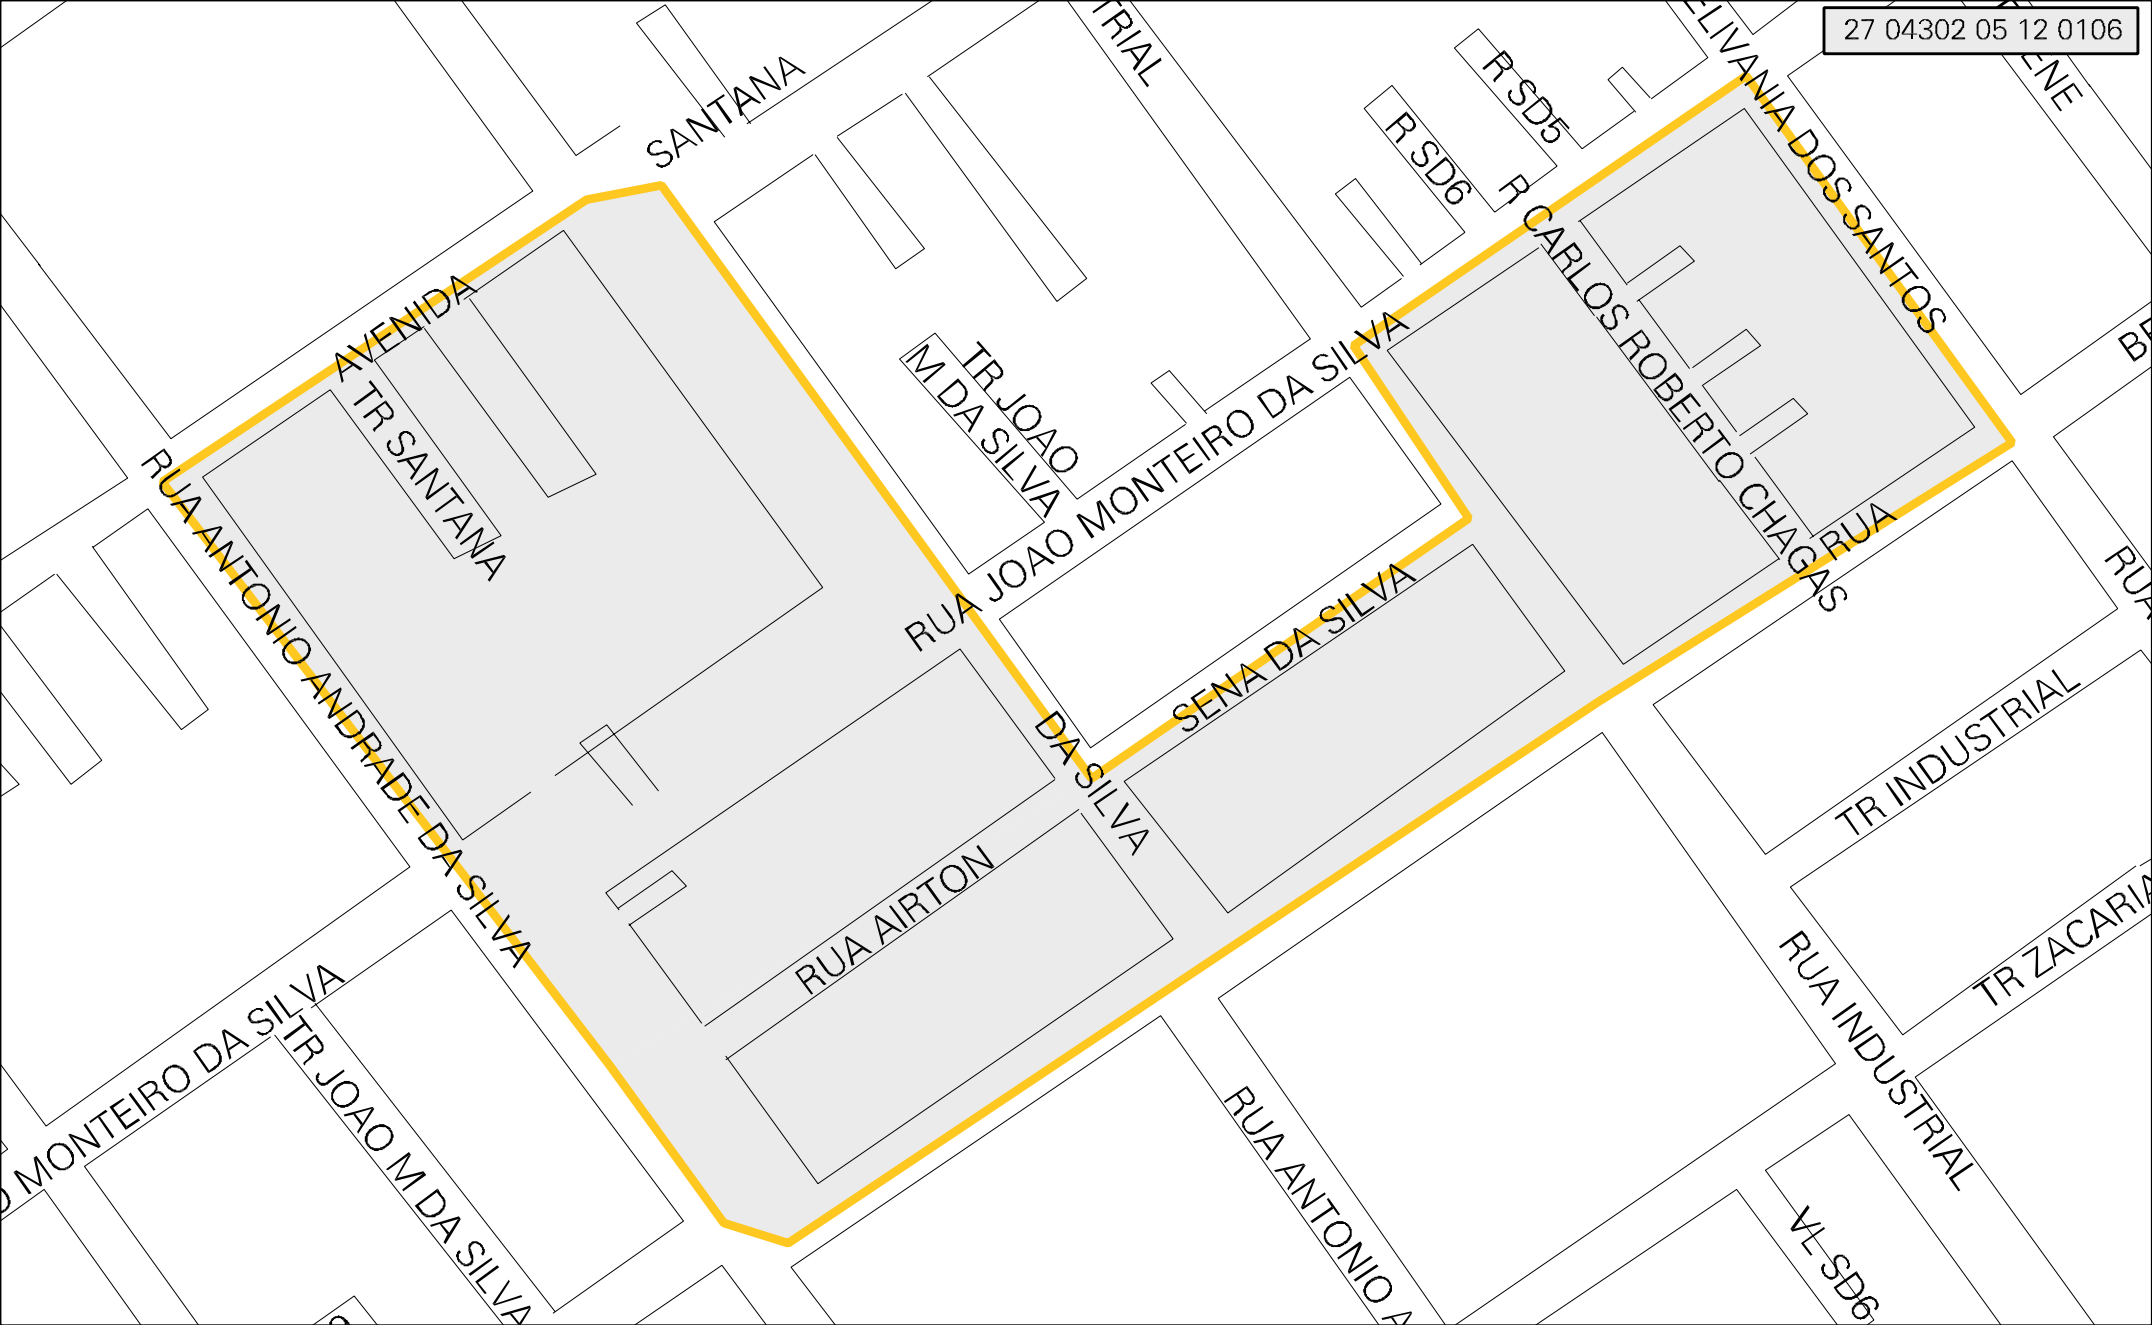 27 04302 05 12 0106
SANTANA
TRIAL
R SD5
R SD6
ELIVANIA DOS SANTOS
ENE
R CARLOS ROBERTO CHAGAS
AVENIDA
TR SANTANA
TR JOAO
M DA SILVA
RUA JOAO MONTEIRO DA SILVA
BE
RUA ANTONIO ANDRADE DA SILVA
RUA
RUA
SENA DA SILVA
DA SILVA
RUA AIRTON
TR INDUSTRIAL
TR ZACARIA
RUA INDUSTRIAL
O MONTEIRO DA SILVA
TR JOAO M DA SILVA
RUA ANTONIO A
VL SD6